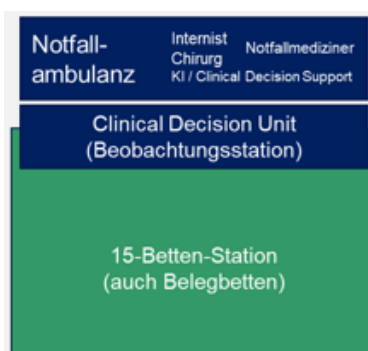 Notfall-
ambulanz
Internist
Chirurg
Notfallmediziner
KI / Clinical Decision Support
Clinical Decision Unit
(Beobachtungsstation)
15-Betten-Station
(auch Belegbetten)